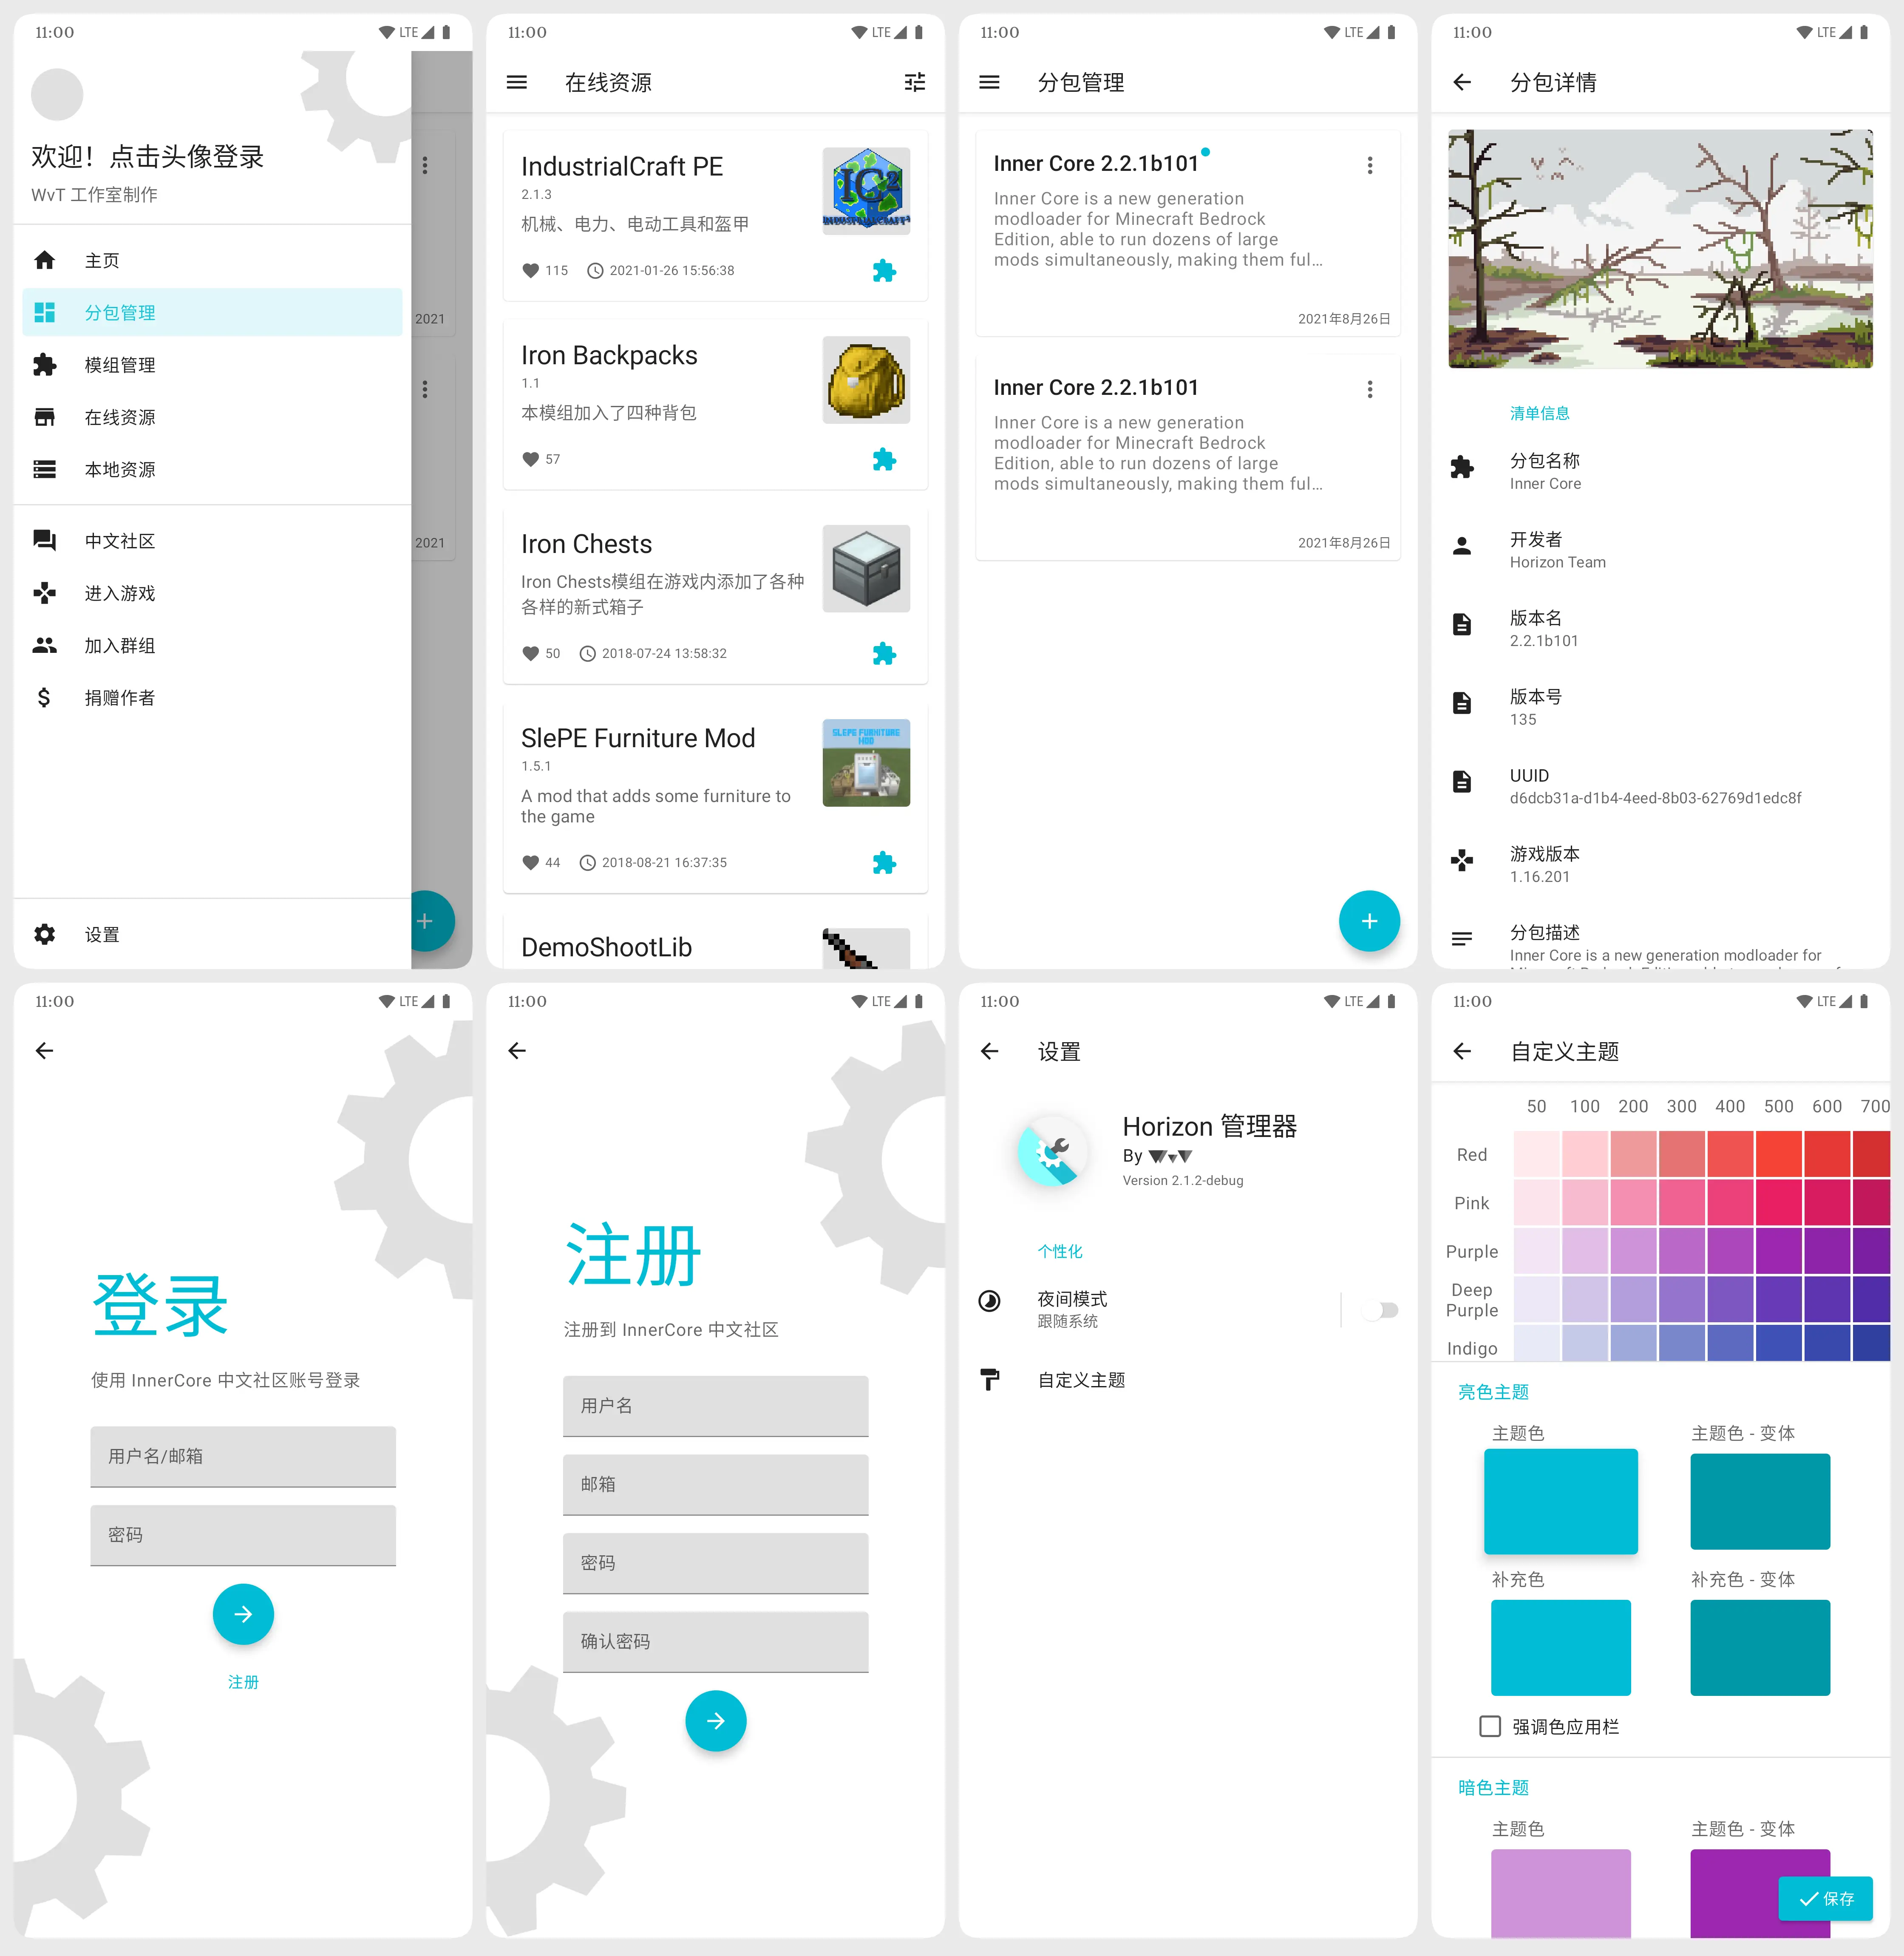 11:00
LTE
欢迎！点击头像登录
WvT 工作室制作
主页
分包管理
模组管理
在线资源
本地资源
中文社区
进入游戏
加入群组
捐赠作者
设置
2021
2021
11:00
LTE
在线资源
IndustrialCraft PE
2.1.3
机械、电力、电动工具和盔甲
115
2021-01-26 15:56:38
IC²
INDUSTRIALCRAFT²
Iron Backpacks
1.1
本模组加入了四种背包
57
Iron Chests
Iron Chests模组在游戏内添加了各种
各样的新式箱子
50
2018-07-24 13:58:32
SlePE Furniture Mod
1.5.1
A mod that adds some furniture to
the game
44
2018-08-21 16:37:35
SLEPE FURNITURE
MOD
DemoShootLib
11:00
LTE
分包管理
Inner Core 2.2.1b101
Inner Core is a new generation
modloader for Minecraft Bedrock
Edition, able to run dozens of large
mods simultaneously, making them ful...
2021年8月26日
Inner Core 2.2.1b101
Inner Core is a new generation
modloader for Minecraft Bedrock
Edition, able to run dozens of large
mods simultaneously, making them ful...
2021年8月26日
11:00
LTE
分包详情
清单信息
分包名称
Inner Core
开发者
Horizon Team
版本名
2.2.1b101
版本号
135
UUID
d6dcb31a-d1b4-4eed-8b03-62769d1edc8f
游戏版本
1.16.201
分包描述
Inner Core is a new generation modloader for
11:00
LTE
登录
使用 InnerCore 中文社区账号登录
用户名/邮箱
密码
注册
11:00
LTE
注册
注册到 InnerCore 中文社区
用户名
邮箱
密码
确认密码
11:00
LTE
设置
Horizon 管理器
By WvT
Version 2.1.2-debug
个性化
夜间模式
跟随系统
自定义主题
11:00
LTE
自定义主题
50 100 200 300 400 500 600 700
Red
Pink
Purple
Deep
Purple
Indigo
亮色主题
主题色
主题色 - 变体
补充色
补充色 - 变体
强调色应用栏
暗色主题
主题色
主题色 - 变体
保存